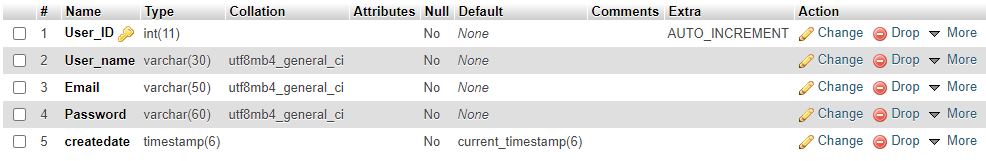 # Name Type Collation Attributes Null Default Comments Extra Action
1 User_ID int(11) No None AUTO_INCREMENT Change Drop More
2 User_name varchar(30) utf8mb4_general_ci No None Change Drop More
3 Email varchar(50) utf8mb4_general_ci No None Change Drop More
4 Password varchar(60) utf8mb4_general_ci No None Change Drop More
5 createdate timestamp(6) No current_timestamp(6) Change Drop More